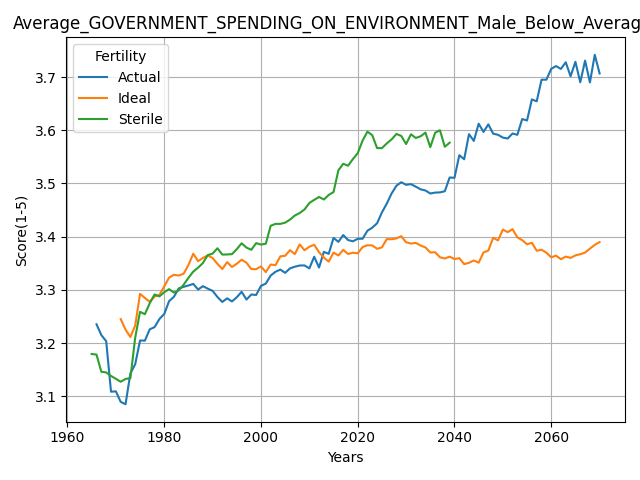 Average_GOVERNMENT_SPENDING_ON_ENVIRONMENT_Male_Below_Averag
Fertility
Actual
Ideal
Sterile
3.7
3.6
3.5
3.4
3.3
3.2
3.1
Score(1-5)
1960 1980 2000 2020 2040 2060
Years